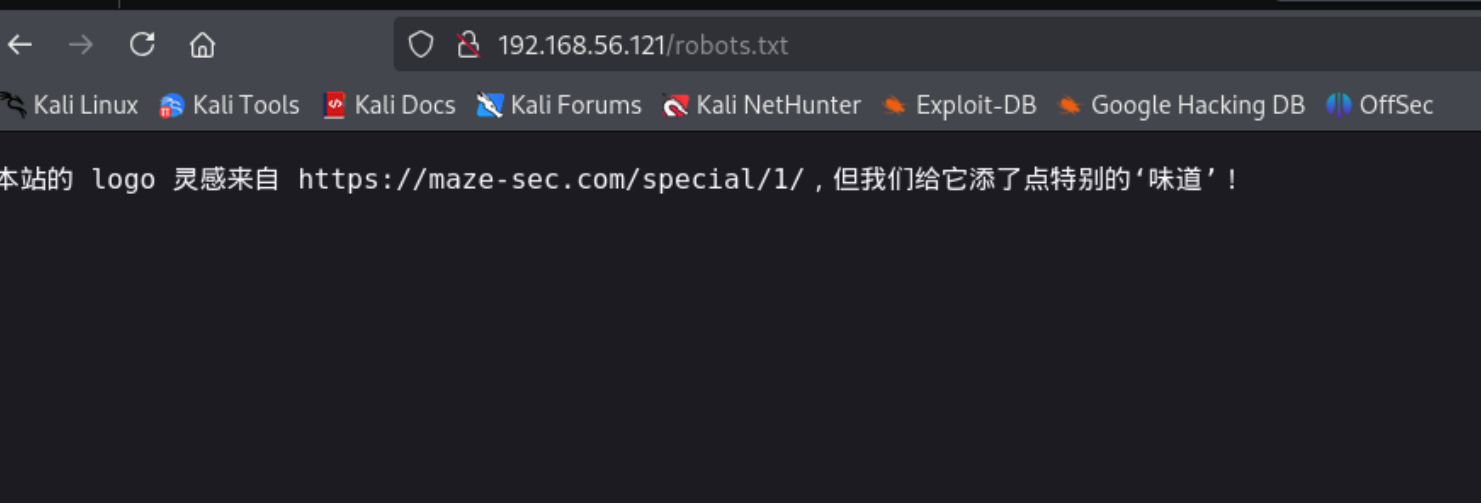 192.168.56.121/robots.txt
Kali Linux Kali Tools Kali Docs Kali Forums Kali NetHunter Exploit-DB Google Hacking DB OffSec
本站的 logo 灵感来自 https://maze-sec.com/special/1/，但我们给它添了点特别的‘味道’！